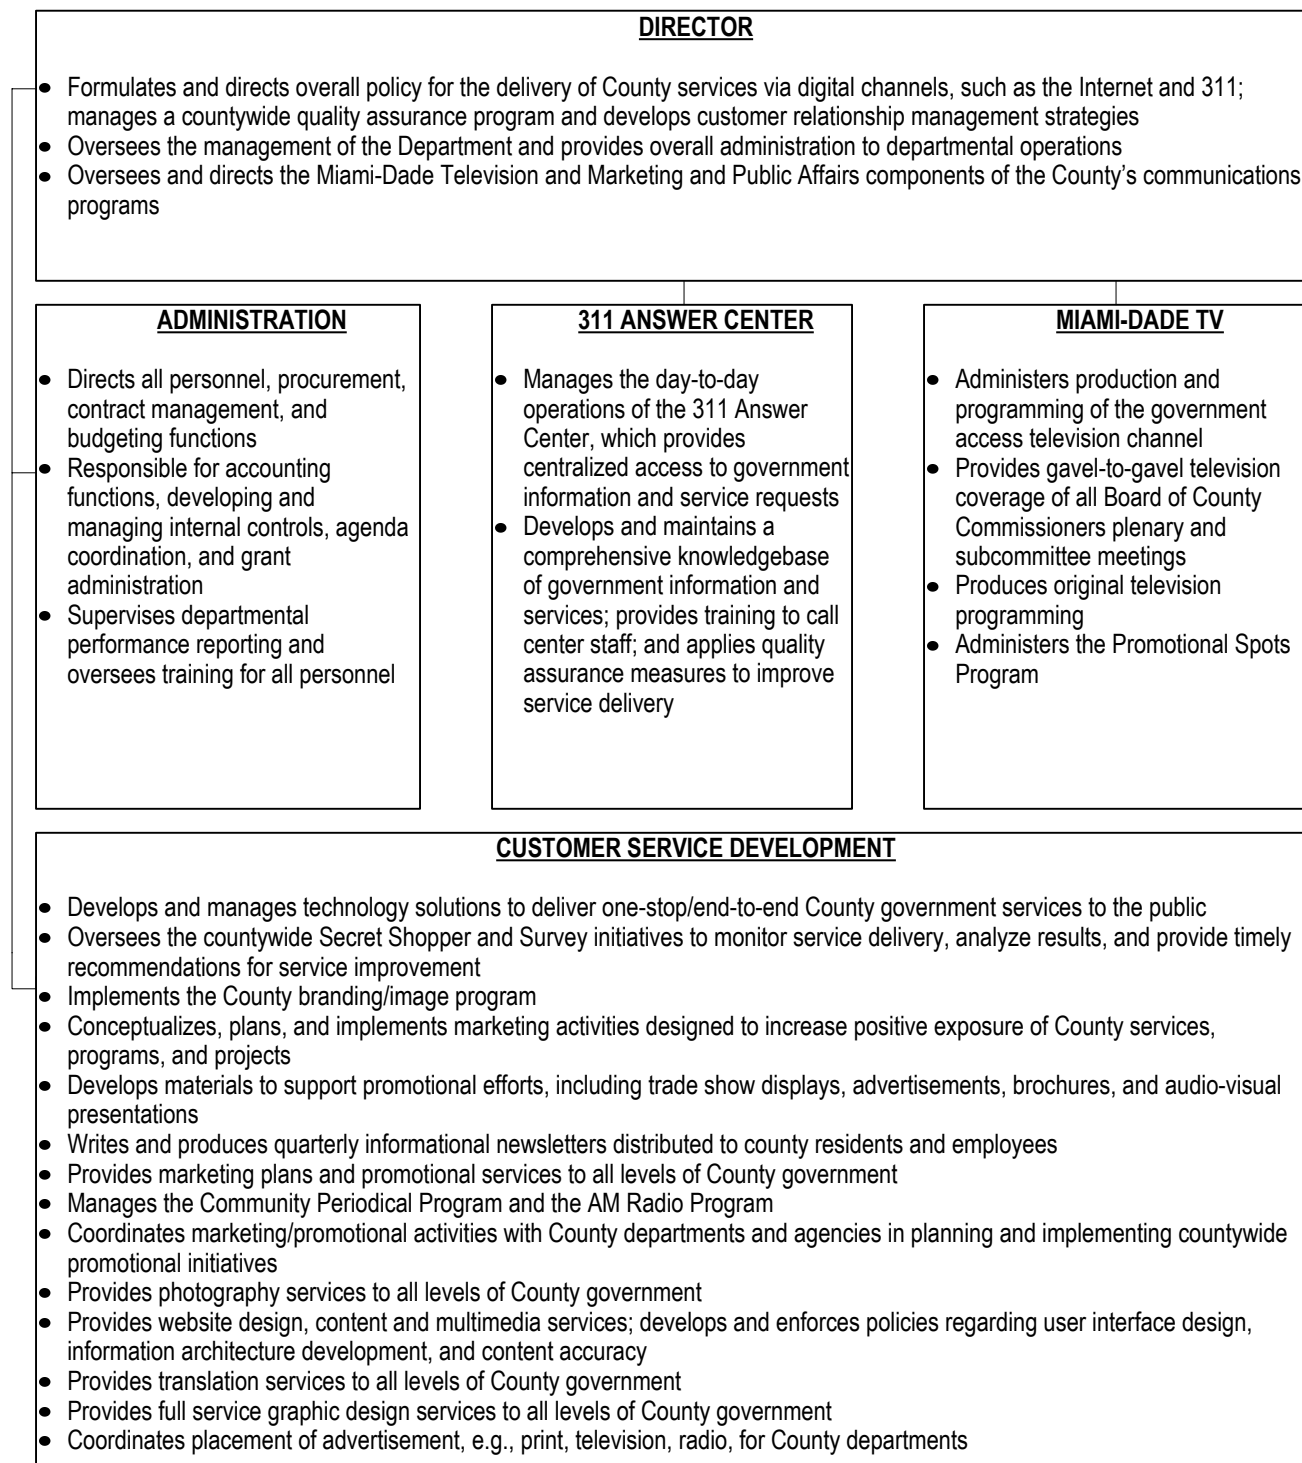 DIRECTOR
● Formulates and directs overall policy for the delivery of County services via digital channels, such as the Internet and 311;
manages a countywide quality assurance program and develops customer relationship management strategies
● Oversees the management of the Department and provides overall administration to departmental operations
● Oversees and directs the Miami-Dade Television and Marketing and Public Affairs components of the County’s communications
programs
ADMINISTRATION
● Directs all personnel, procurement,
contract management, and
budgeting functions
● Responsible for accounting
functions, developing and
managing internal controls, agenda
coordination, and grant
administration
● Supervises departmental
performance reporting and
oversees training for all personnel
311 ANSWER CENTER
● Manages the day-to-day
operations of the 311 Answer
Center, which provides
centralized access to government
information and service requests
● Develops and maintains a
comprehensive knowledgebase
of government information and
services; provides training to call
center staff; and applies quality
assurance measures to improve
service delivery
MIAMI-DADE TV
● Administers production and
programming of the government
access television channel
● Provides gavel-to-gavel television
coverage of all Board of County
Commissioners plenary and
subcommittee meetings
● Produces original television
programming
● Administers the Promotional Spots
Program
CUSTOMER SERVICE DEVELOPMENT
● Develops and manages technology solutions to deliver one-stop/end-to-end County government services to the public
● Oversees the countywide Secret Shopper and Survey initiatives to monitor service delivery, analyze results, and provide timely
recommendations for service improvement
● Implements the County branding/image program
● Conceptualizes, plans, and implements marketing activities designed to increase positive exposure of County services,
programs, and projects
● Develops materials to support promotional efforts, including trade show displays, advertisements, brochures, and audio-visual
presentations
● Writes and produces quarterly informational newsletters distributed to county residents and employees
● Provides marketing plans and promotional services to all levels of County government
● Manages the Community Periodical Program and the AM Radio Program
● Coordinates marketing/promotional activities with County departments and agencies in planning and implementing countywide
promotional initiatives
● Provides photography services to all levels of County government
● Provides website design, content and multimedia services; develops and enforces policies regarding user interface design,
information architecture development, and content accuracy
● Provides translation services to all levels of County government
● Provides full service graphic design services to all levels of County government
● Coordinates placement of advertisement, e.g., print, television, radio, for County departments